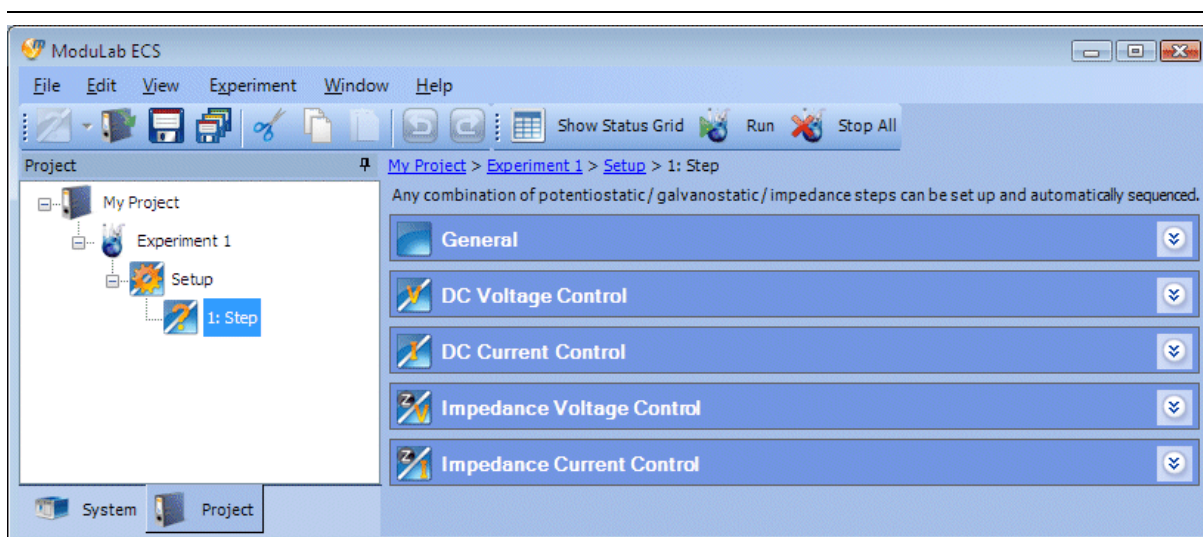 ModuLab ECS
File Edit View Experiment Window Help
Show Status Grid Run Stop All
Project
My Project
Experiment 1
Setup
1: Step
System Project
My Project > Experiment 1 > Setup > 1: Step
Any combination of potentiostatic/galvanostatic/impedance steps can be set up and automatically sequenced.
General
DC Voltage Control
DC Current Control
Impedance Voltage Control
Impedance Current Control